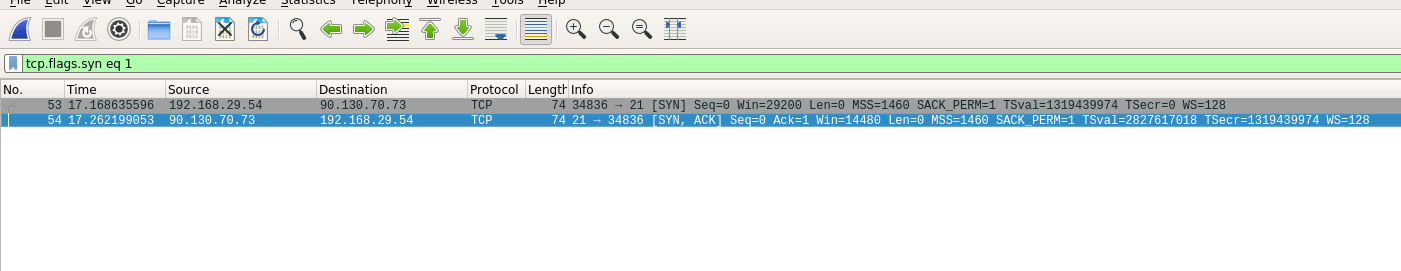 File Edit View Go Capture Analyze Statistics Telephony Wireless Tools Help
tcp.flags.syn eq 1
No. Time Source Destination Protocol Length Info
53 17.168635596 192.168.29.54 90.130.70.73 TCP 74 34836 → 21 [SYN] Seq=0 Win=29200 Len=0 MSS=1460 SACK_PERM=1 TSval=1319439974 TSecr=0 WS=128
54 17.262199053 90.130.70.73 192.168.29.54 TCP 74 21 → 34836 [SYN, ACK] Seq=0 Ack=1 Win=14480 Len=0 MSS=1460 SACK_PERM=1 TSval=2827617018 TSecr=1319439974 WS=128